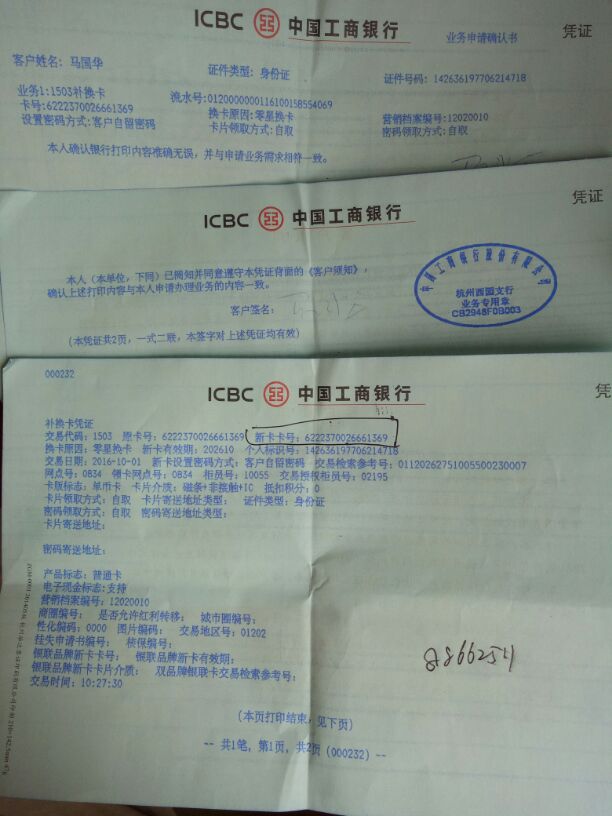 ICBC 中国工商银行
业务申请确认书
凭证
客户姓名: 马国华 证件类型: 身份证 证件号码: 142636197706214718
业务1:1503补换卡 流水号:0120000000116100158554069
卡号:6222370026661369 换卡原因:零星换卡 营销档案编号:12020010
设置密码方式:客户自留密码 卡片领取方式:自取 密码领取方式:自取
本人确认银行打印内容准确无误,并与申请业务需求相符一致。
ICBC 中国工商银行
凭证
本人(本单位,下同)已阅知并同意遵守本凭证背面的《客户须知》,
确认上述打印内容与本人申请办理业务的内容一致。
客户签名:
(本凭证共2页,一式二联,本签字对上述凭证均有效)
中国工商银行股份有限公司
杭州西园支行
业务专用章
CB2948F0B003
000232
ICBC 中国工商银行
凭
补换卡凭证
交易代码: 1503 原卡号: 6222370026661369 新卡卡号: 6222370026661369
换卡原因: 零星换卡 新卡有效期: 202610 个人标识号: 142636197706214718
交易日期: 2016-10-01 新卡设置密码方式: 客户自留密码 交易检索参考号: 01120262751005500230007
网点号: 0834 领卡网点号: 0834 柜员号: 10055 交易授权柜员号: 02195
卡版标志: 单币卡 卡片介质: 磁条+非接触+IC 抵扣积分: 0
卡片领取方式: 自取 卡片寄送地址类型: 证件类型: 身份证
密码领取方式: 自取 密码寄送地址类型:
卡片寄送地址:
密码寄送地址:
产品标志: 普通卡
电子现金标志:支持
营销档案编号: 12020010
商圈编号: 是否允许红利转移: 城市圈编号:
性化编码: 0000 图片编码: 交易地区号: 01202
挂失申请书编号: 核保编号:
银联品牌新卡卡号: 银联品牌新卡有效期:
银联品牌新卡卡片介质: 双品牌银联卡交易检索参考号:
交易时间: 10:27:30
8866254
(本页打印结束,见下页)
-- 共1笔, 第1页, 共2页 (000232) --